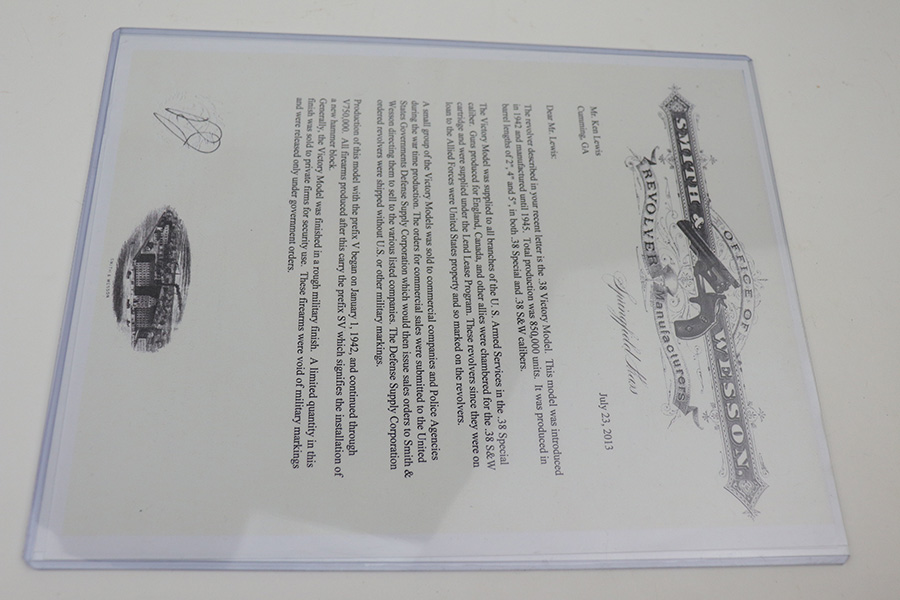 OFFICE OF
SMITH & WESSON.
REVOLVER Manufacturers
Springfield, Mass
July 23, 2013
Mr. Ken Lewis
Cumming, GA
Dear Mr. Lewis:
The revolver described in your recent letter is the .38 Victory Model. This model was introduced
in 1942 and manufactured until 1945. Total production was 850,000 units. It was produced in
barrel lengths of 2", 4" and 5", in both .38 Special and .38 S&W calibers.
The Victory Model was supplied to all branches of the U. S. Armed Services in the .38 Special
caliber. Guns produced for England, Canada, and other allies were chambered for the .38 S&W
cartridge and were supplied under the Lend Lease Program. These revolvers since they were on
loan to the Allied Forces were United States property and so marked on the revolvers.
A small group of the Victory Models was sold to commercial companies and Police Agencies
during the war time production. The orders for commercial sales were submitted to the United
States Governments Defense Supply Corporation which would then issue sales orders to Smith &
Wesson directing them to sell to the various listed companies. The Defense Supply Corporation
ordered revolvers were shipped without U.S. or other military markings.
Production of this model with the prefix V began on January 1, 1942, and continued through
V750,000. All firearms produced after this carry the prefix SV which signifies the installation of
a new hammer block.
Generally, the Victory Model was finished in a rough military finish. A limited quantity in this
finish was sold to private firms for security use. These firearms were void of military markings
and were released only under government orders.
SMITH & WESSON